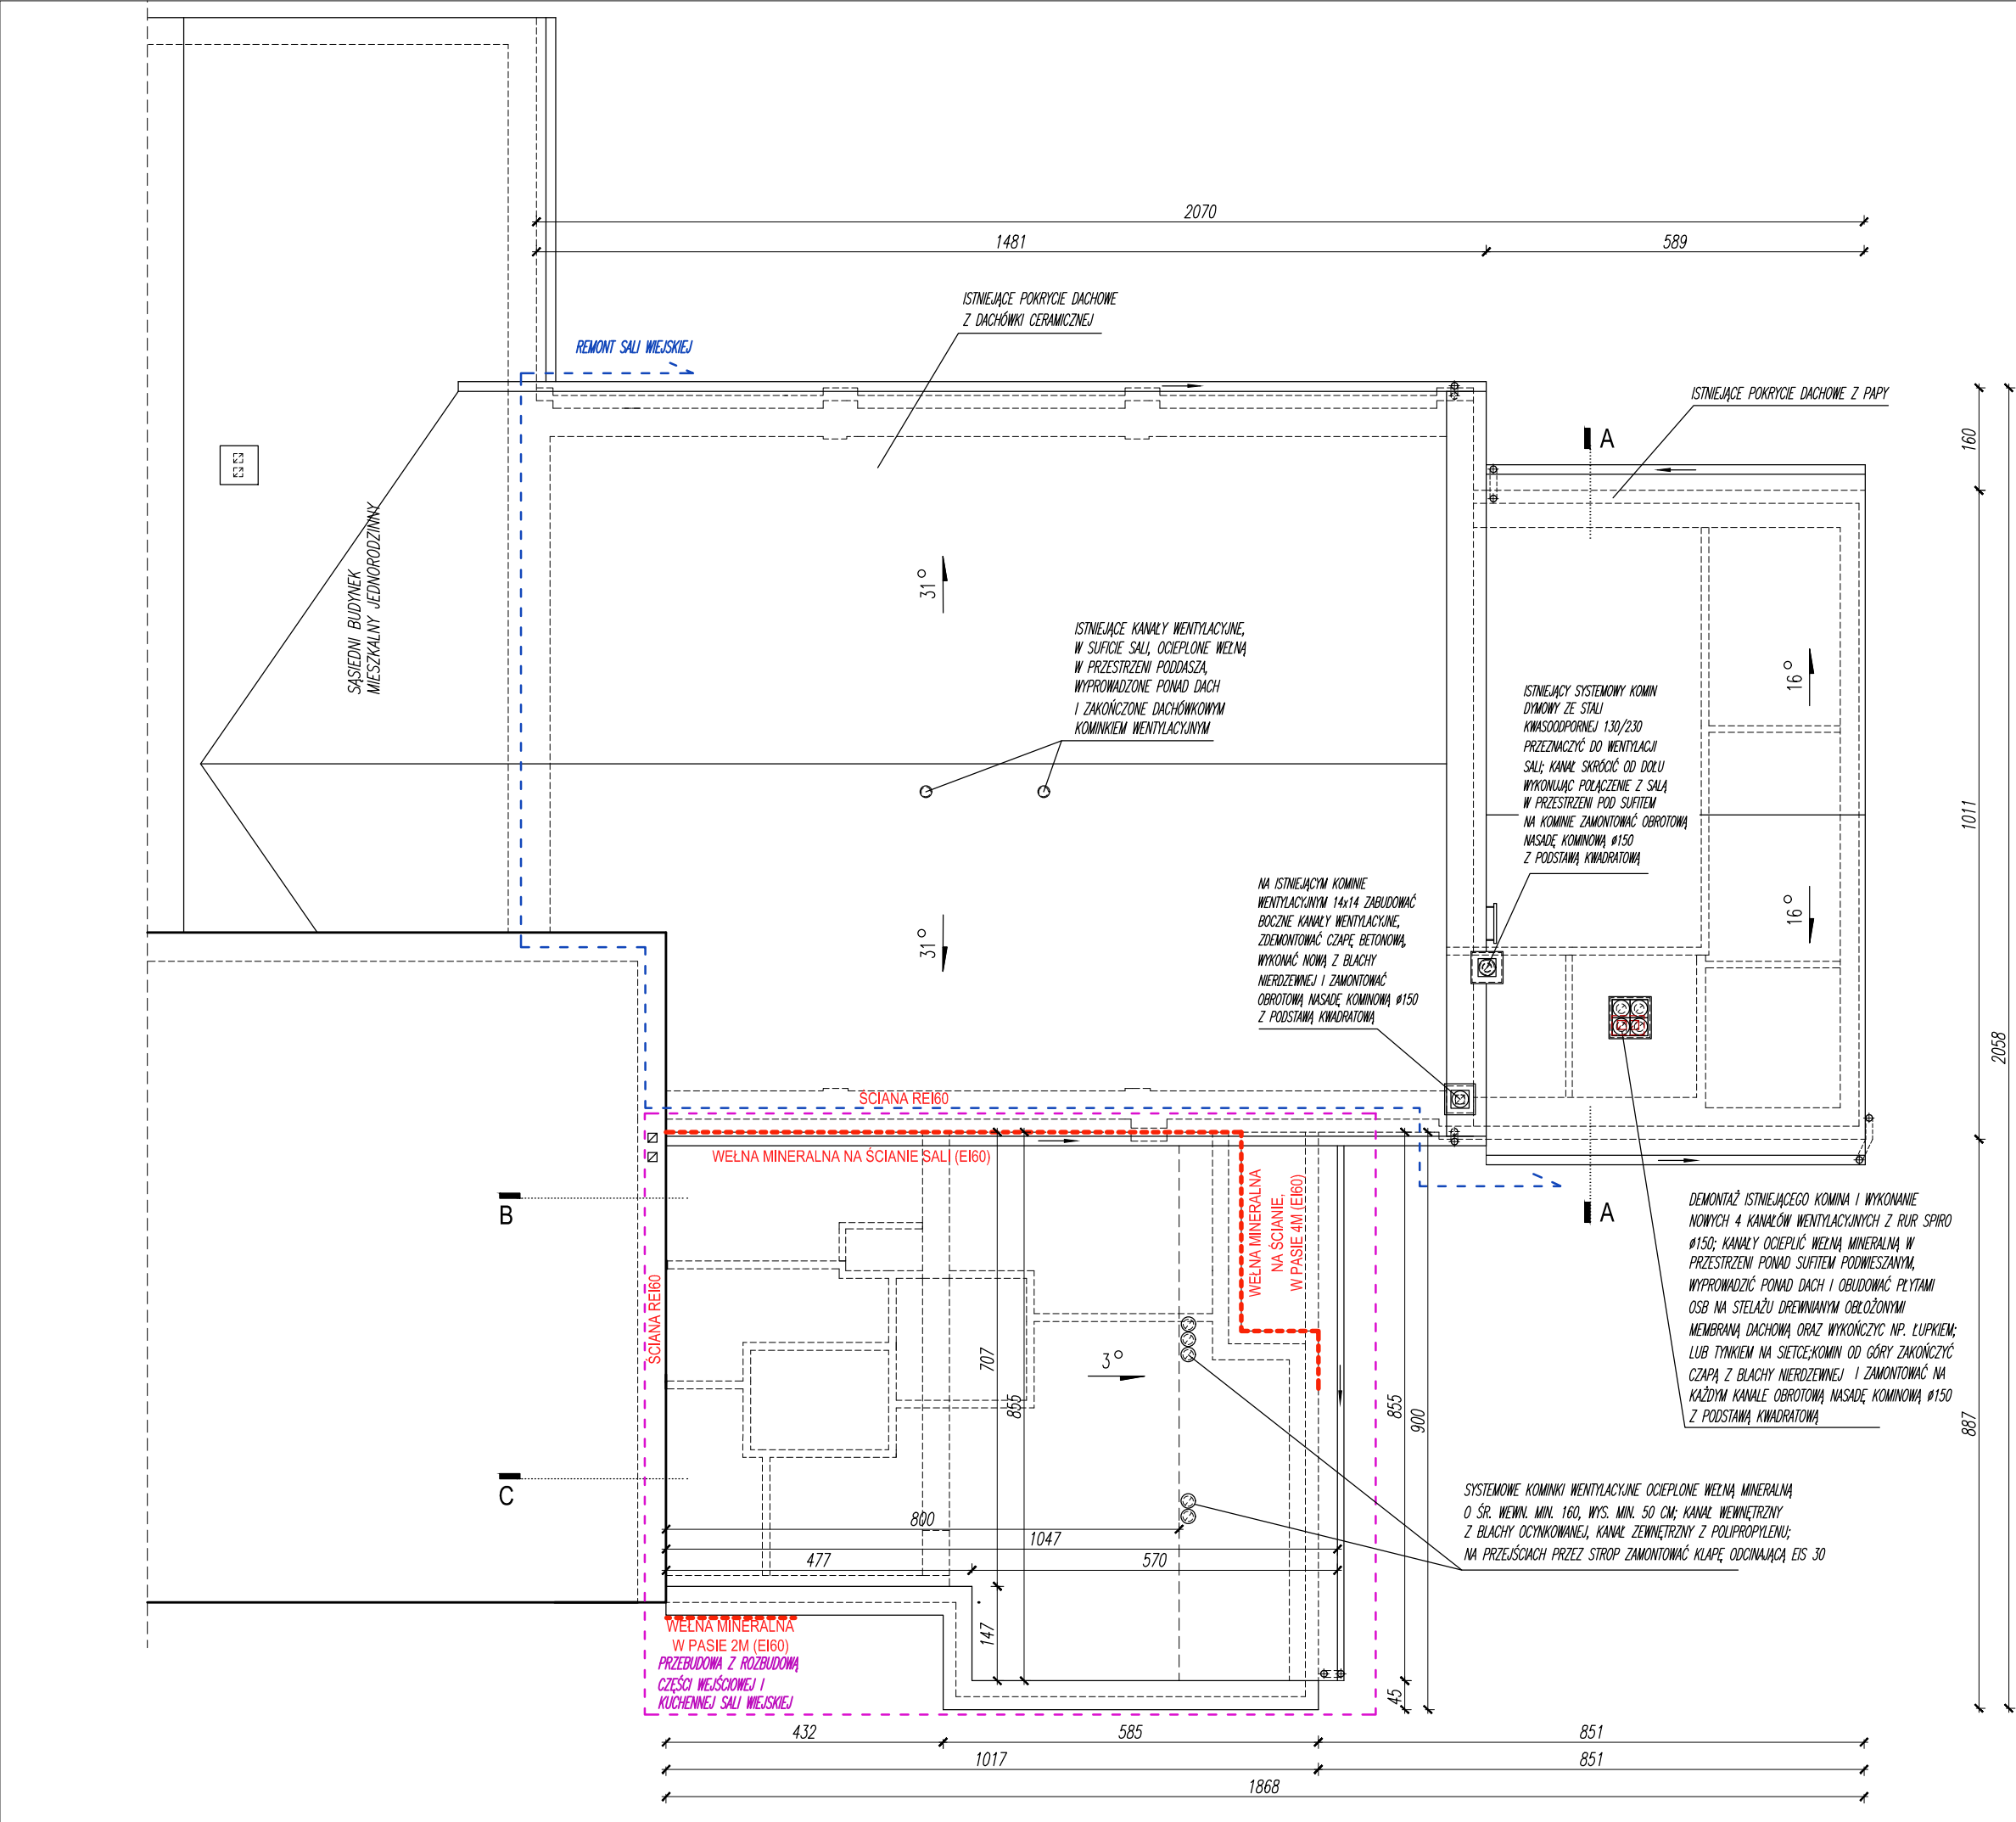 2070
1481
589
ISTNIEJĄCE POKRYCIE DACHOWE
Z DACHÓWKI CERAMICZNEJ
REMONT SALI WIEJSKIEJ
ISTNIEJĄCE POKRYCIE DACHOWE Z PAPY
A
160
SĄSIEDNI BUDYNEK
MIESZKALNY JEDNORODZINNY
31°
ISTNIEJĄCE KANAŁY WENTYLACYJNE,
W SUFICIE SALI, OCIEPLONE WEŁNĄ
W PRZESTRZENI PODDASZA,
WYPROWADZONE PONAD DACH
I ZAKOŃCZONE DACHÓWKOWYM
KOMINKIEM WENTYLACYJNYM
16°
ISTNIEJĄCY SYSTEMOWY KOMIN
DYMOWY ZE STALI
KWASOODPORNEJ 130/230
PRZEZNACZYĆ DO WENTYLACJI
SALI; KANAŁ SKRÓCIĆ OD DOŁU
WYKONUJĄC POŁĄCZENIE Z SALĄ
W PRZESTRZENI POD SUFITEM
NA KOMINIE ZAMONTOWAĆ OBROTOWĄ
NASADĘ KOMINOWĄ ø150
Z PODSTAWĄ KWADRATOWĄ
1011
NA ISTNIEJĄCYM KOMINIE
WENTYLACYJNYM 14x14 ZABUDOWAĆ
BOCZNE KANAŁY WENTYLACYJNE,
ZDEMONTOWAĆ CZAPĘ BETONOWĄ,
WYKONAĆ NOWĄ Z BLACHY
NIERDZEWNEJ I ZAMONTOWAĆ
OBROTOWĄ NASADĘ KOMINOWĄ ø150
Z PODSTAWĄ KWADRATOWĄ
31°
16°
2058
ŚCIANA REI60
WEŁNA MINERALNA NA ŚCIANIE SALI (EI60)
WEŁNA MINERALNA
NA ŚCIANIE,
W PASIE 4M (EI60)
B
A
DEMONTAŻ ISTNIEJĄCEGO KOMINA I WYKONANIE
NOWYCH 4 KANAŁÓW WENTYLACYJNYCH Z RUR SPIRO
ø150; KANAŁY OCIEPLIĆ WEŁNĄ MINERALNĄ W
PRZESTRZENI PONAD SUFITEM PODWIESZANYM,
WYPROWADZIĆ PONAD DACH I OBUDOWAĆ PŁYTAMI
OSB NA STELAŻU DREWNIANYM OBŁOŻONYMI
MEMBRANĄ DACHOWĄ ORAZ WYKOŃCZYC NP. ŁUPKIEM;
LUB TYNKIEM NA SIETCE;KOMIN OD GÓRY ZAKOŃCZYĆ
CZAPĄ Z BLACHY NIERDZEWNEJ I ZAMONTOWAĆ NA
KAŻDYM KANALE OBROTOWĄ NASADĘ KOMINOWĄ ø150
Z PODSTAWĄ KWADRATOWĄ
ŚCIANA REI60
707
855
3°
855
900
887
C
SYSTEMOWE KOMINKI WENTYLACYJNE OCIEPLONE WEŁNĄ MINERALNĄ
O ŚR. WEWN. MIN. 160, WYS. MIN. 50 CM; KANAŁ WEWNĘTRZNY
Z BLACHY OCYNKOWANEJ, KANAŁ ZEWNĘTRZNY Z POLIPROPYLENU;
NA PRZEJŚCIACH PRZEZ STROP ZAMONTOWAĆ KLAPĘ ODCINAJĄCĄ EIS 30
800
1047
477
570
147
45
WEŁNA MINERALNA
W PASIE 2M (EI60)
PRZEBUDOWA Z ROZBUDOWĄ
CZĘŚCI WEJŚCIOWEJ I
KUCHENNEJ SALI WIEJSKIEJ
432
585
851
1017
851
1868